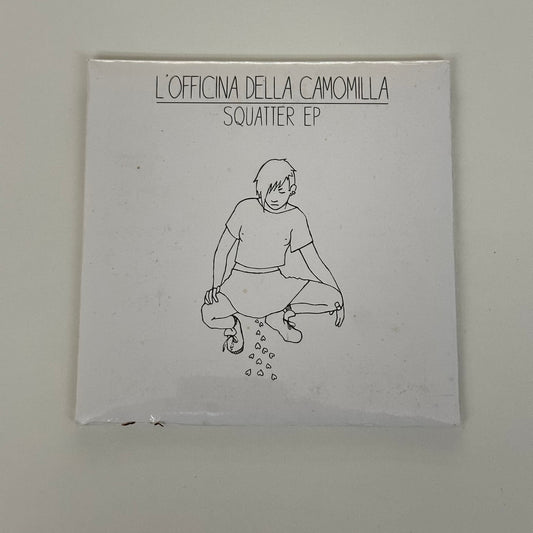 L'OFFICINA DELLA CAMOMILLA
SQUATTER EP